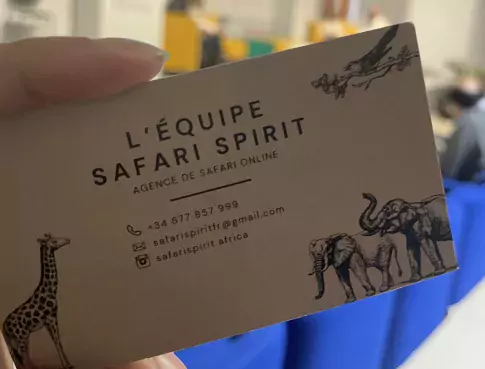 L'ÉQUIPE
SAFARI SPIRIT
AGENCE DE SAFARI ONLINE
+34 677 857 999
safarispiritfr@gmail.com
safarispirit.africa